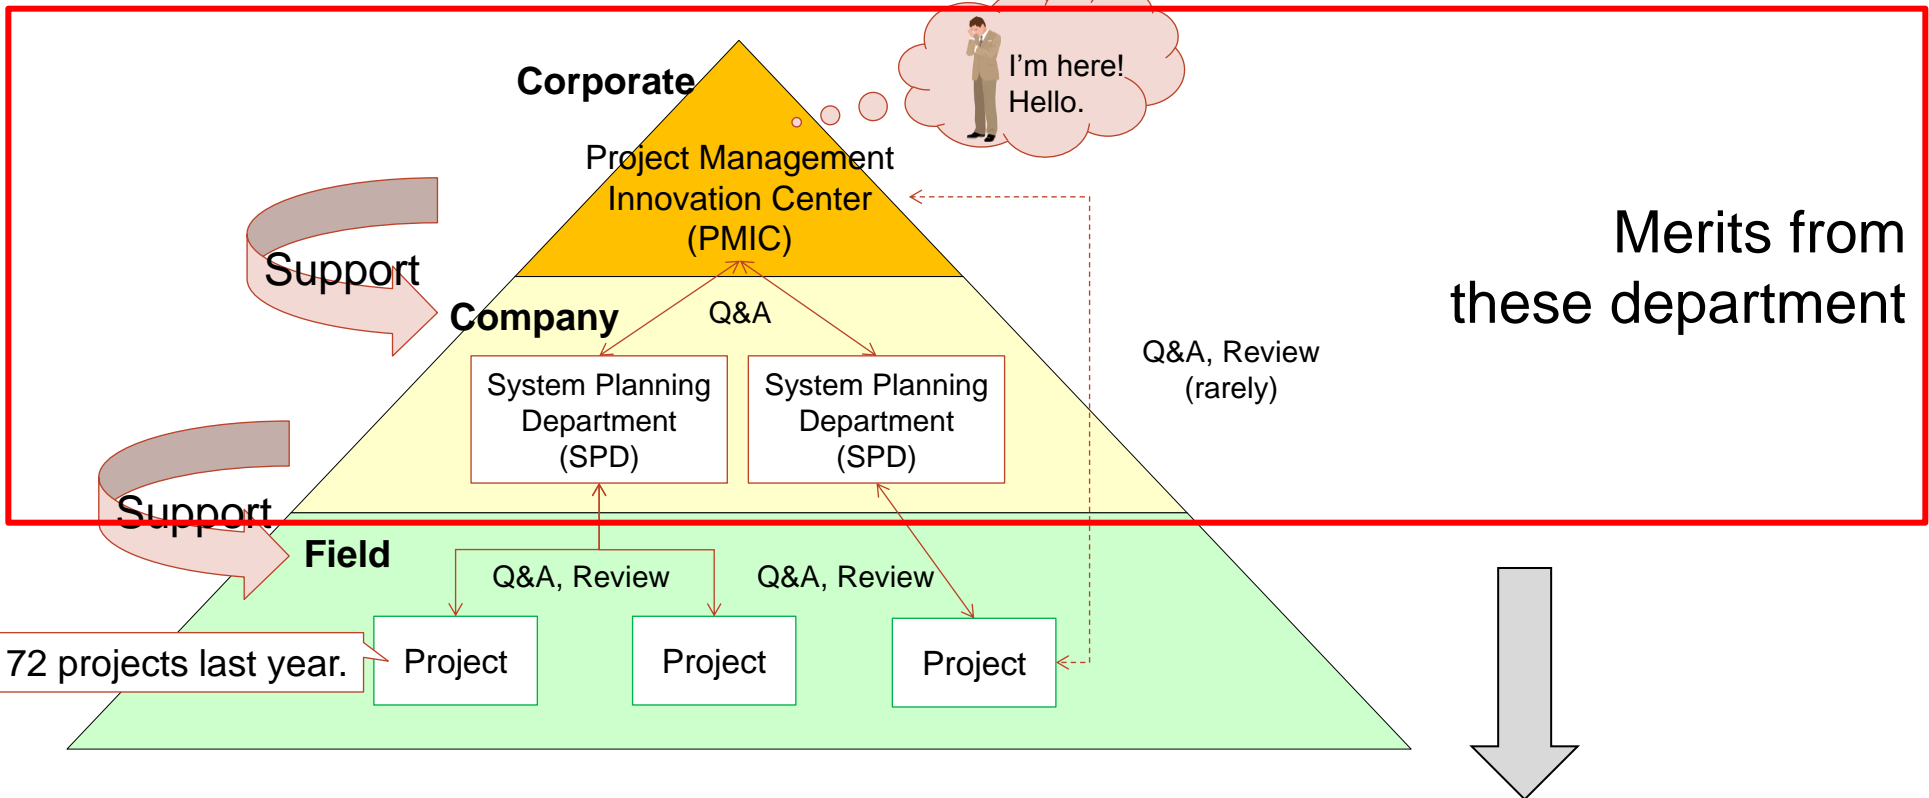 I'm here!
Hello.
Corporate
Project Management
Innovation Center
(PMIC)
Merits from
these department
Support
Company
Q&A
Q&A, Review
(rarely)
System Planning
Department
(SPD)
System Planning
Department
(SPD)
Support
Field
Q&A, Review
Q&A, Review
72 projects last year.
Project
Project
Project